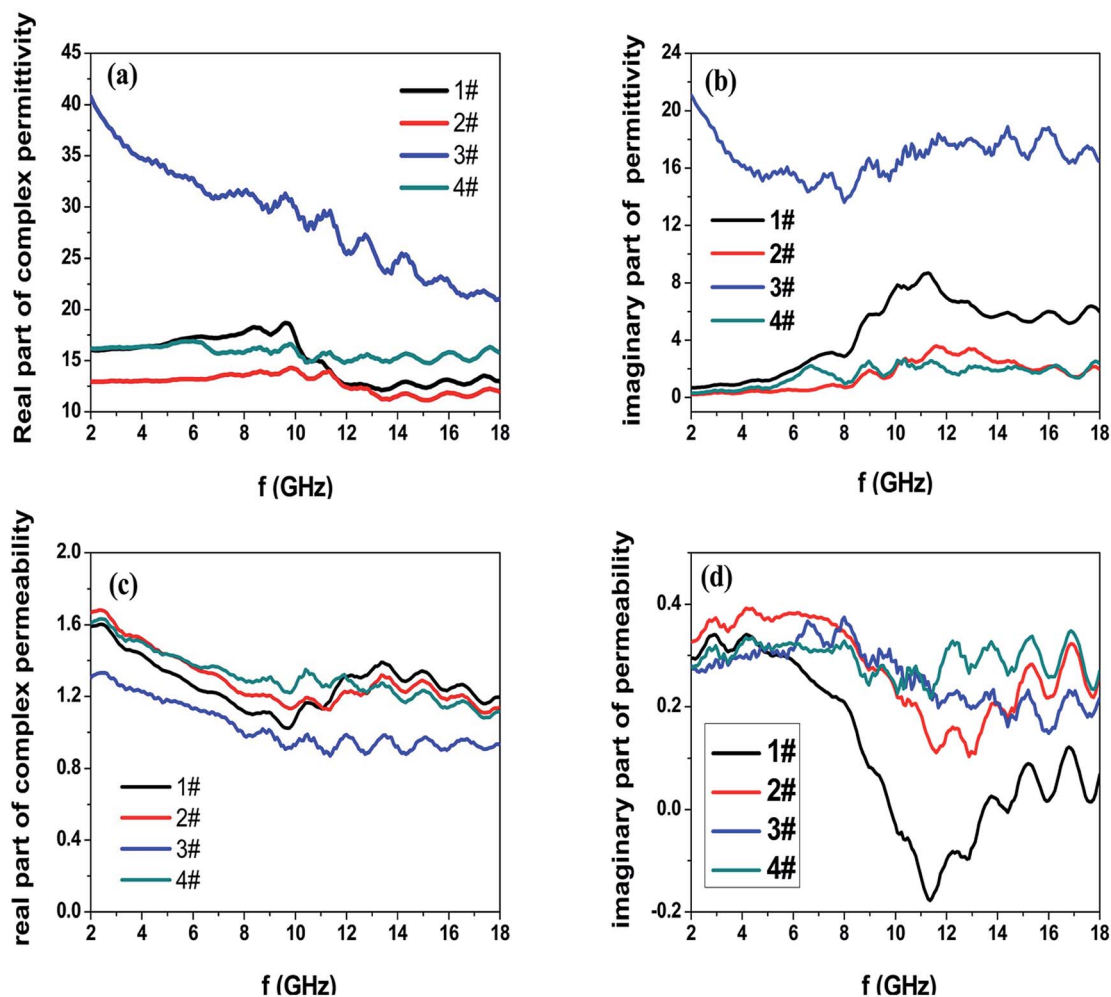 (a)
Real part of complex permittivity
45
40
35
30
25
20
15
10
1#
2#
3#
4#
2 4 6 8 10 12 14 16 18
f (GHz)
(b)
imaginary part of permittivity
24
20
16
12
8
4
0
1#
2#
3#
4#
2 4 6 8 10 12 14 16 18
f (GHz)
(c)
real part of complex permeability
2.0
1.6
1.2
0.9
0.4
0.0
1#
2#
3#
4#
2 4 6 8 10 12 14 16 18
f (GHz)
(d)
imaginary part of permeability
0.4
0.2
0.0
-0.2
1#
2#
3#
4#
2 4 6 8 10 12 14 16 18
f (GHz)